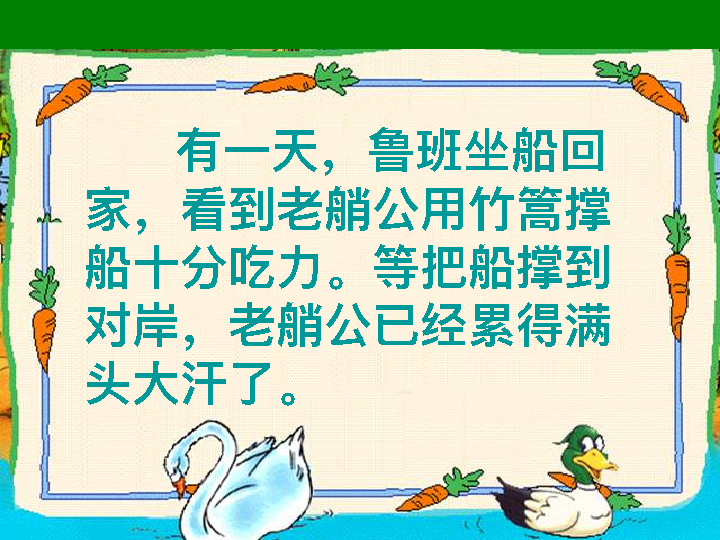 有一天，鲁班坐船回
家，看到老艄公用竹篙撑
船十分吃力。等把船撑到
对岸，老艄公已经累得满
头大汗了。